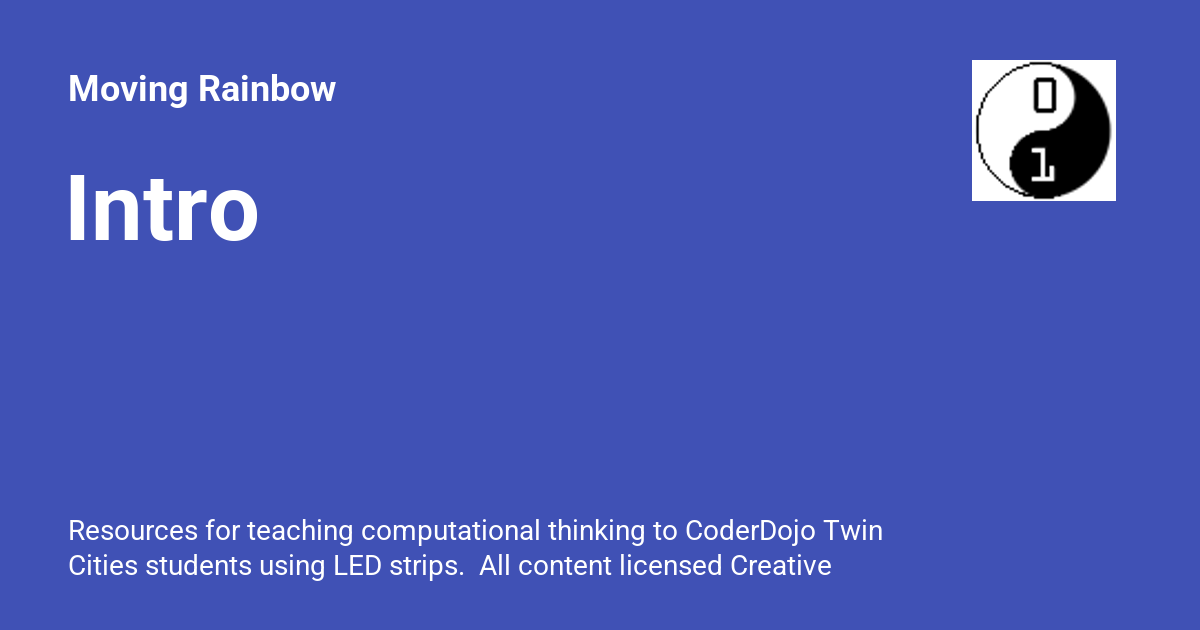 Moving Rainbow
0
1
Intro
Resources for teaching computational thinking to CoderDojo Twin
Cities students using LED strips.  All content licensed Creative